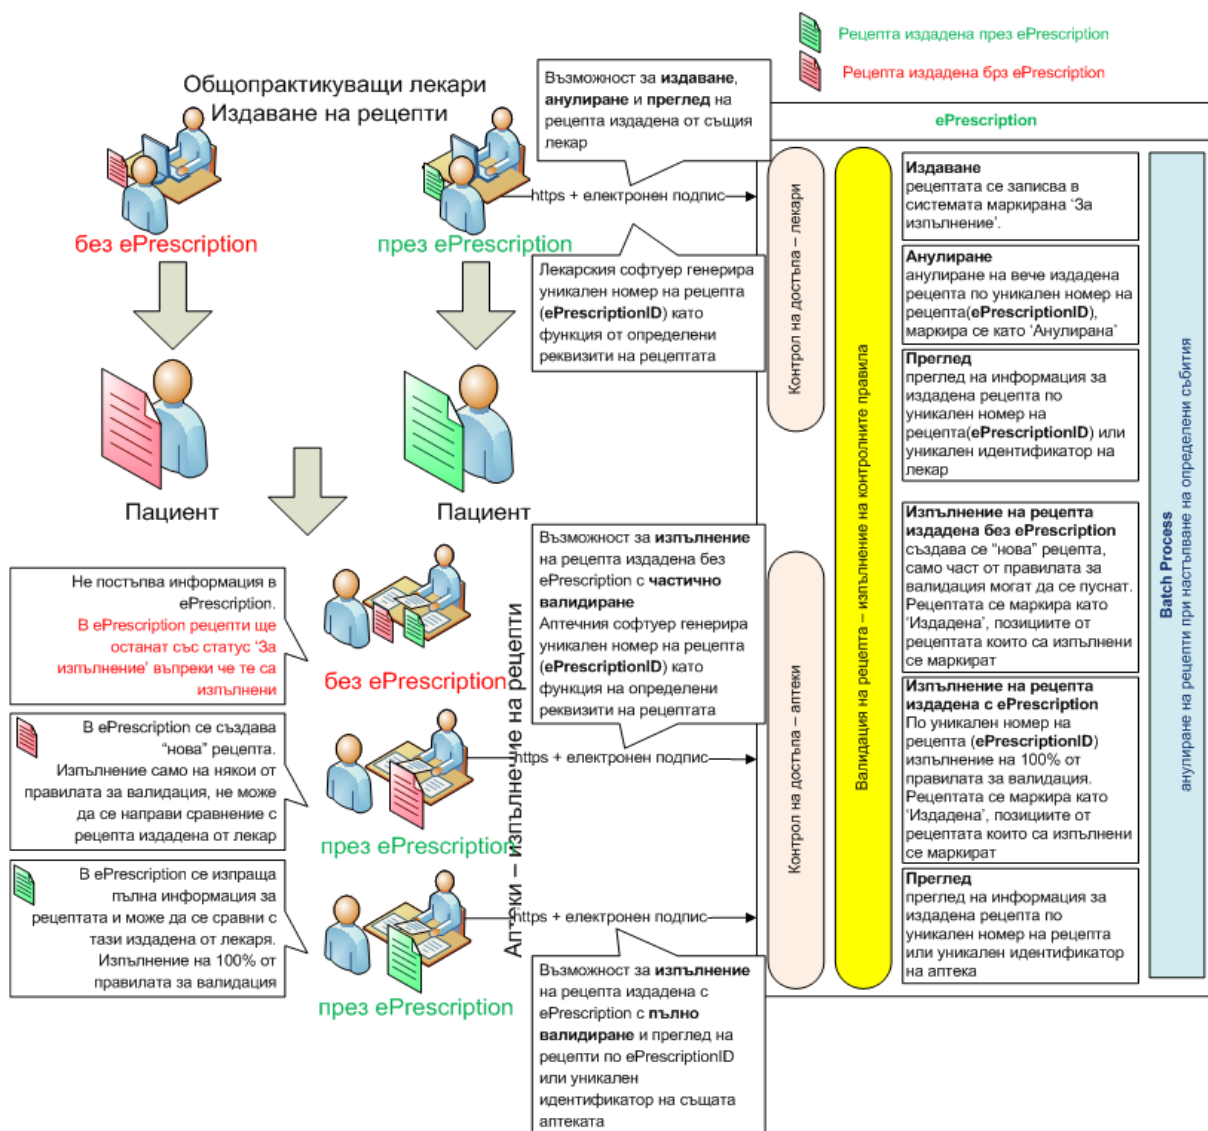 Рецепта издадена през ePrescription
Рецепта издадена брз ePrescription
Общопрактикуващи лекари
Издаване на рецепти
без ePrescription
през ePrescription
Възможност за издаване,
анулиране и преглед на
рецепта издадена от същия
лекар
https + електронен подпис
Лекарския софтуер генерира
уникален номер на рецепта
(ePrescriptionID) като
функция от определени
реквизити на рецептата
Пациент
Пациент
ePrescription
Контрол на достъпа – лекари
Валидация на рецепта – изпълнение на контролните правила
Издаване
рецептата се записва в
системата маркирана ‘За
изпълнение’.
Анулиране
анулиране на вече издадена
рецепта по уникален номер на
рецепта(ePrescriptionID),
маркира се като ‘Анулирана’
Преглед
преглед на информация за
издадена рецепта по
уникален номер на
рецепта(ePrescriptionID) или
уникален идентификатор на
лекар
Batch Process
анулиране на рецепти при настъпване на определени събития
Не постъпва информация в
ePrescription.
В ePrescription рецепти ще
останат със статус ‘За
изпълнение’ въпреки че те са
изпълнени
без ePrescription
Аптеки – изпълнечие на рецепти
Възможност за изпълнение
на рецепта издадена без
ePrescription с частично
валидиране
Аптечния софтуер генерира
уникален номер на рецепта
(ePrescriptionID) като
функция на определени
реквизити на рецептата
В ePrescription се създава
“нова” рецепта.
Изпълнение само на някои от
правилата за валидация, не може
да се направи сравнение с
рецепта издадена от лекар
през ePrescription
https + електронен подпис
В ePrescription се изпраща
пълна информация за
рецептата и може да се сравни с
тази издадена от лекаря.
Изпълнение на 100% от
правилата за валидация
през ePrescription
https + електронен подпис
Възможност за изпълнение
на рецепта издадена с
ePrescription с пълно
валидиране и преглед на
рецепти по ePrescriptionID
или уникален
идентификатор на същата
аптеката
Контрол на достъпа – аптеки
Изпълнение на рецепта
издадена без ePrescription
създава се “нова” рецепта,
само част от правилата за
валидация могат да се пуснат.
Рецептата се маркира като
‘Издадена’, позициите от
рецептата които са изпълнени
се маркират
Изпълнение на рецепта
издадена с ePrescription
По уникален номер на
рецепта (ePrescriptionID)
изпълнение на 100% от
правилата за валидация.
Рецептата се маркира като
‘Издадена’, позициите от
рецептата които са изпълнени
се маркират
Преглед
преглед на информация за
издадена рецепта по
уникален номер на рецепта
или уникален идентификатор
на аптека